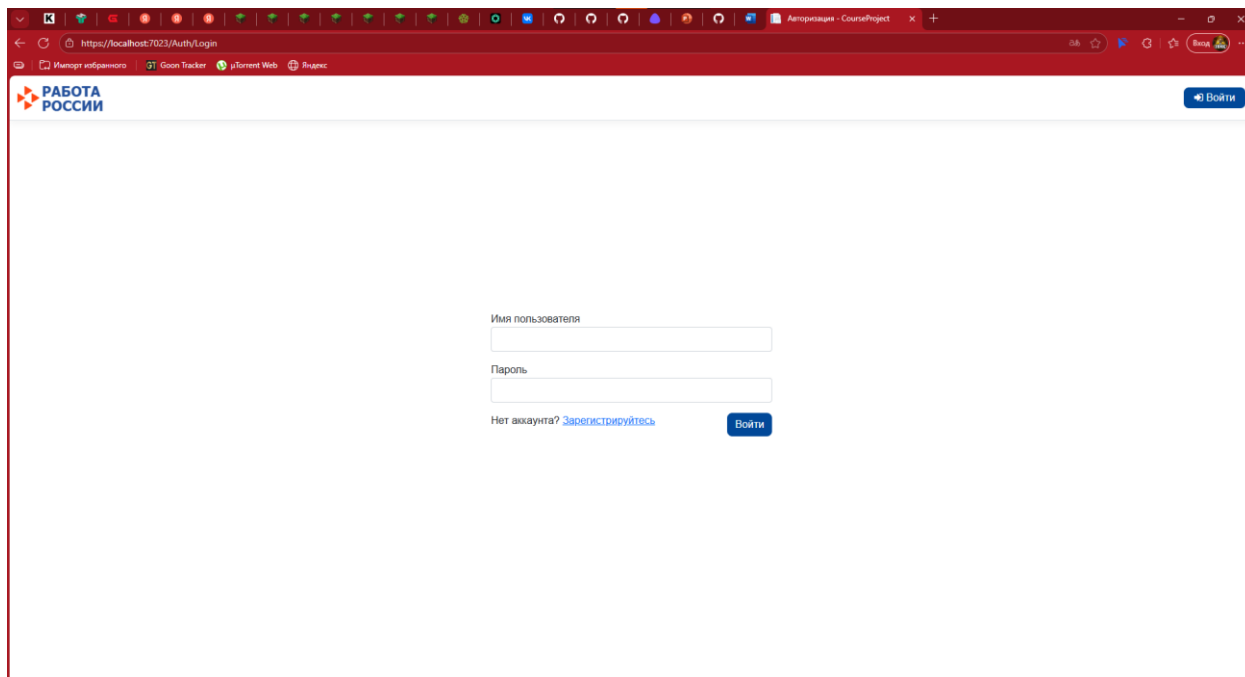 Авторизация - CourseProject
https://localhost:7023/Auth/Login
Вход
Импорт избранного
GT Goon Tracker
µTorrent Web
Яндекс
РАБОТА
РОССИИ
Войти
Имя пользователя
Пароль
Нет аккаунта? Зарегистрируйтесь
Войти